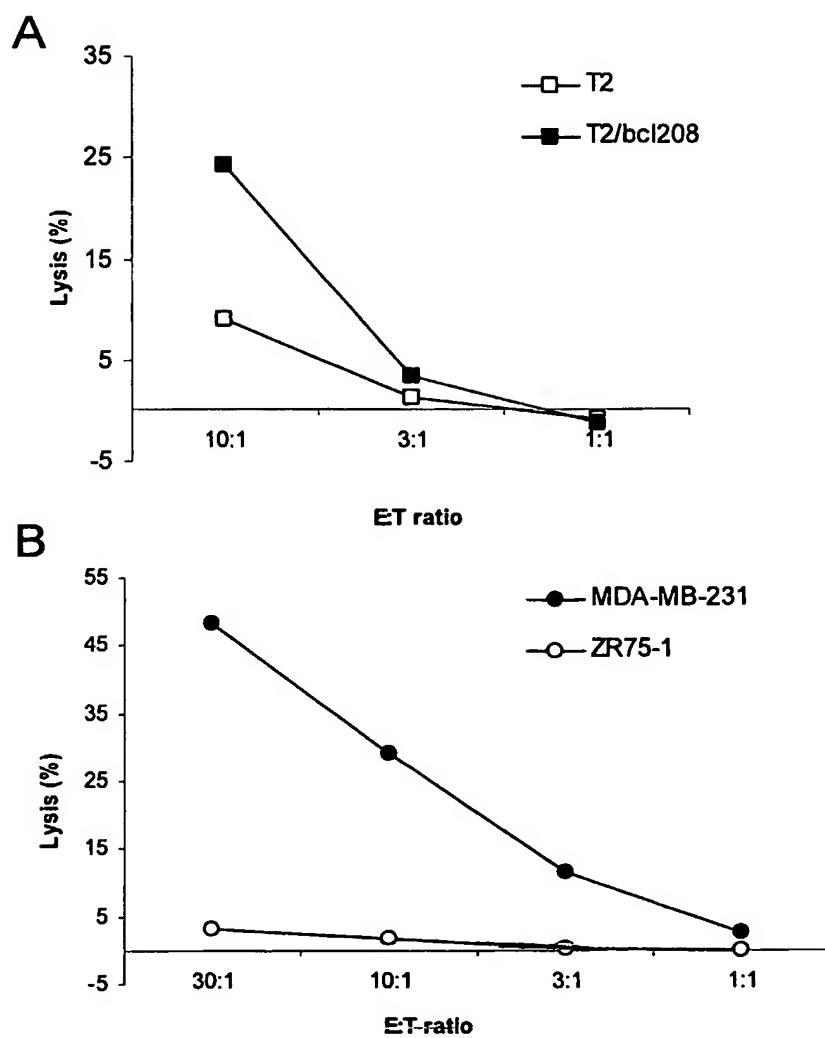 A
35
25
15
5
-5
Lysis (%)
T2
T2/bcl208
10:1 3:1 1:1
E:T ratio
B
55
45
35
25
15
5
-5
Lysis (%)
MDA-MB-231
ZR75-1
30:1 10:1 3:1 1:1
E:T-ratio